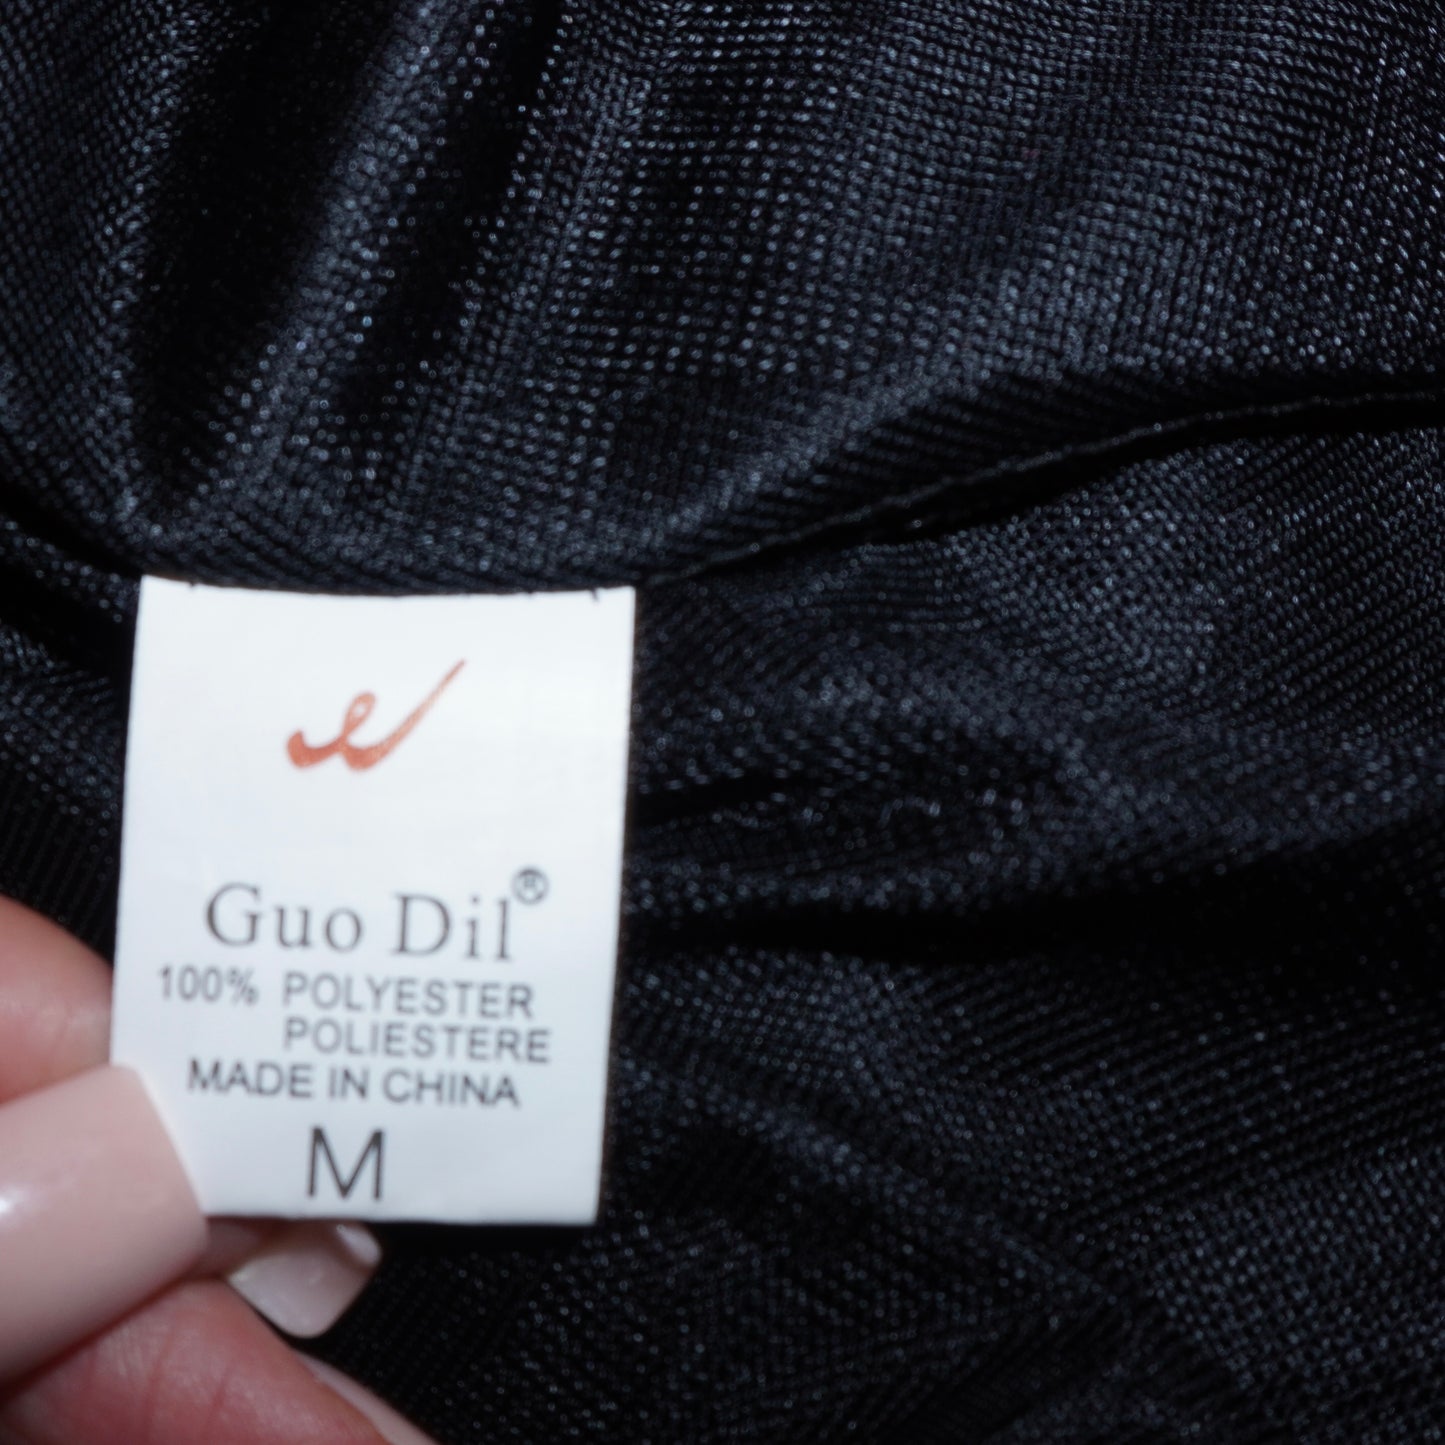 Guo Dil®
100% POLYESTER
POLIESTERE
MADE IN CHINA
M